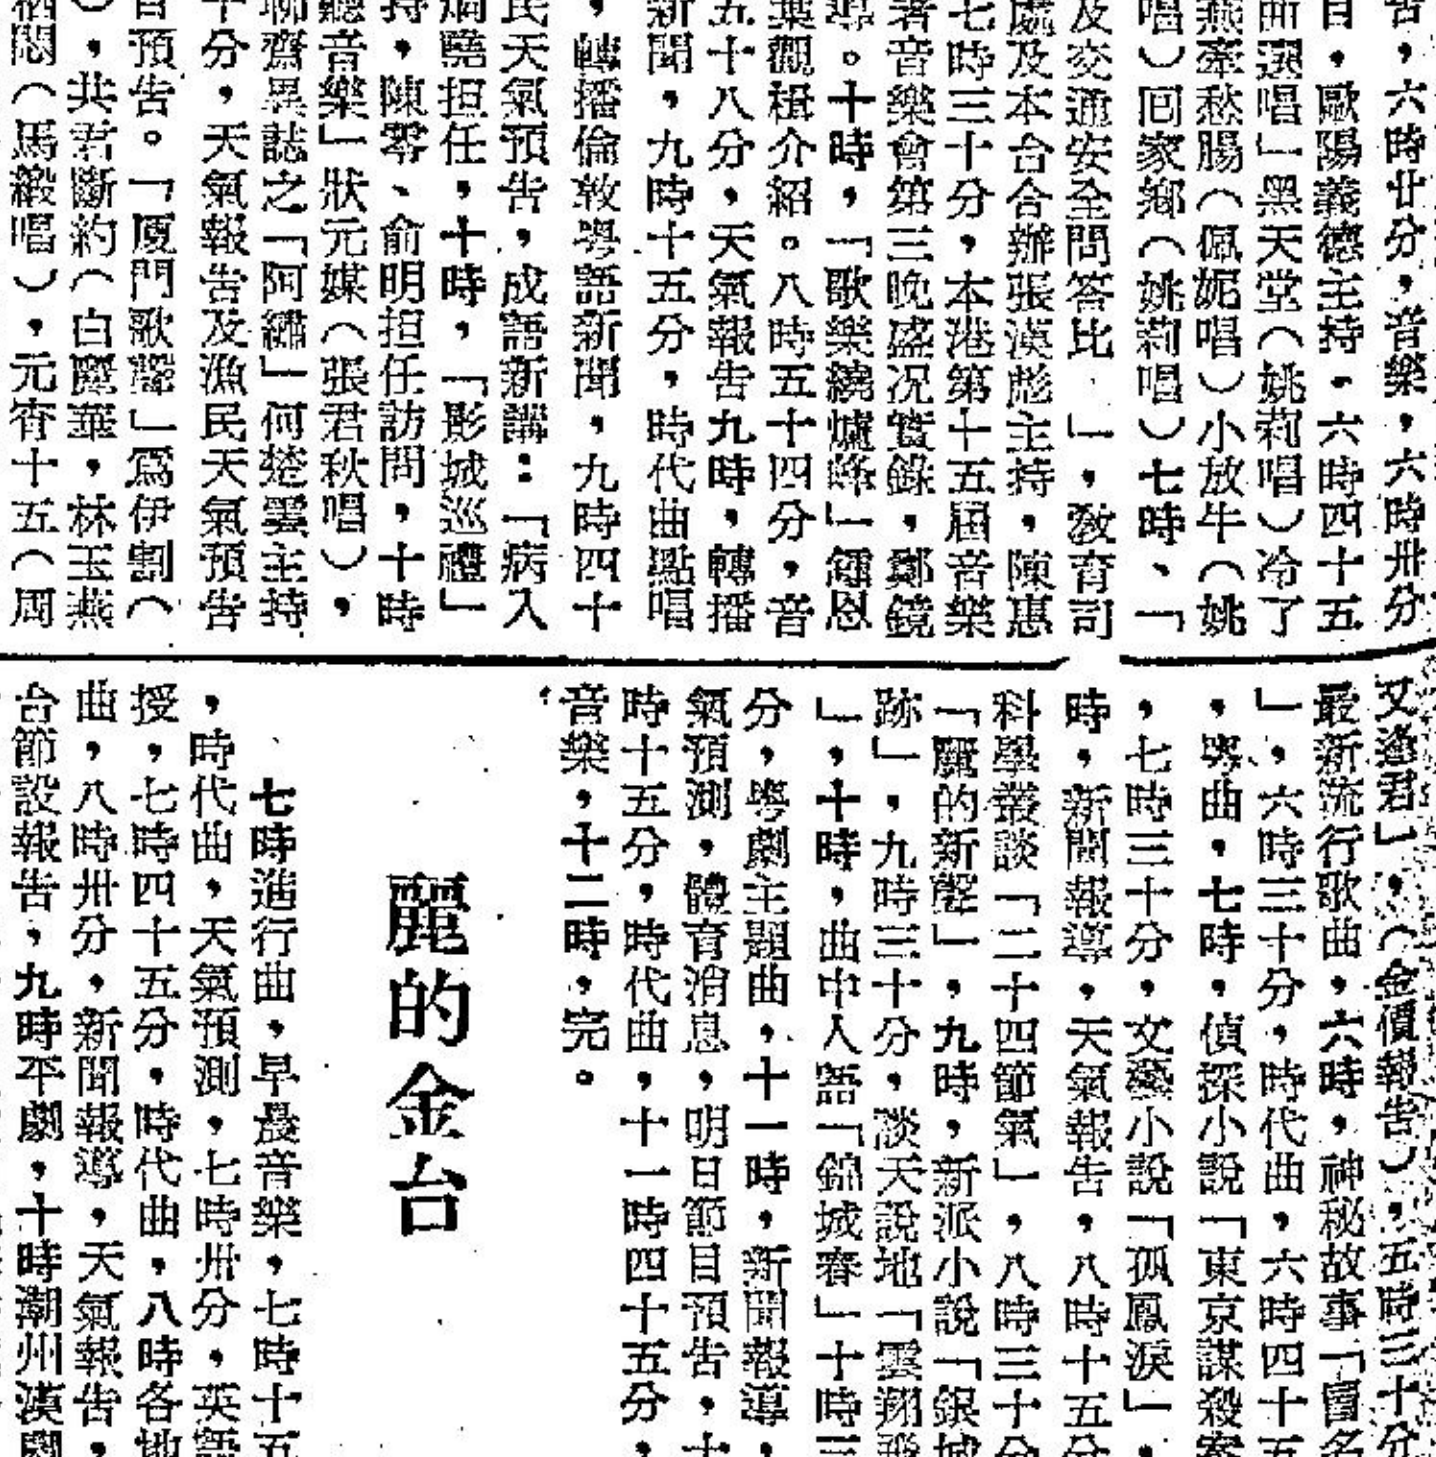 告，六時廿分，音樂，六時卅分
目，歐陽義德主持。六時四十五
曲選唱」黑天堂（姚莉唱）冷了
燕牽愁腸（佩妮唱）小放牛（姚
唱）回家鄉（姚莉唱）七時、「
及交通安全問答比」，教育司
處及本台合辦張漢彪主持，陳惠
七時三十分，本港第十五屆音樂
者音樂會第三晚盛况實錄，鄭鏡
導。十時，「歌樂繞爐峰」鍾恩
葉觀楫介紹。八時五十四分，音
五十八分，天氣報告九時，轉播
新聞，九時十五分，時代曲點唱
，轉播倫敦粵語新聞，九時四十
民天氣預告，成語新講：「病入
烱曉担任，十時，「影城巡禮」
持，陳零、俞明担任訪問，十時
聽音樂」狀元媒（張君秋唱），
聊齋異誌之「阿繡」何楚雲主持
十分，天氣報告及漁民天氣預告
目預告。「厦門歌譯」爲伊割（
），共君斷約（白麗華，林玉燕
悶（馬緞唱），元宵十五（周
又逢君」，（金價報告），五時三十分
最新流行歌曲，六時，神秘故事「
」，六時三十分，時代曲，六時四十五
，粵曲，七時，偵探小說「東京謀殺案
，七時三十分，文藝小說「孤鳳淚」，
時，新聞報導，天氣報告，八時十五分
科學叢談「二十四節氣」，八時三十分
「麗的新聲」，九時，新派小說「銀城
跡」，九時三十分，談天說地「雲翔飛
」，十時，曲中人語「錦城春」十時三
分，粵劇主題曲，十一時，新聞報導，
氣預測，體育消息，明日節目預告，十
時十五分，時代曲，十一時四十五分，
音樂，十二時，完。
麗的金台
七時進行曲，早晨音樂，七時十五
，時代曲，天氣預測，七時卅分，英語
授，七時四十五分，時代曲，八時各地
曲，八時卅分，新聞報導，天氣報告，
台節設報告，九時平劇，十時潮州漢劇